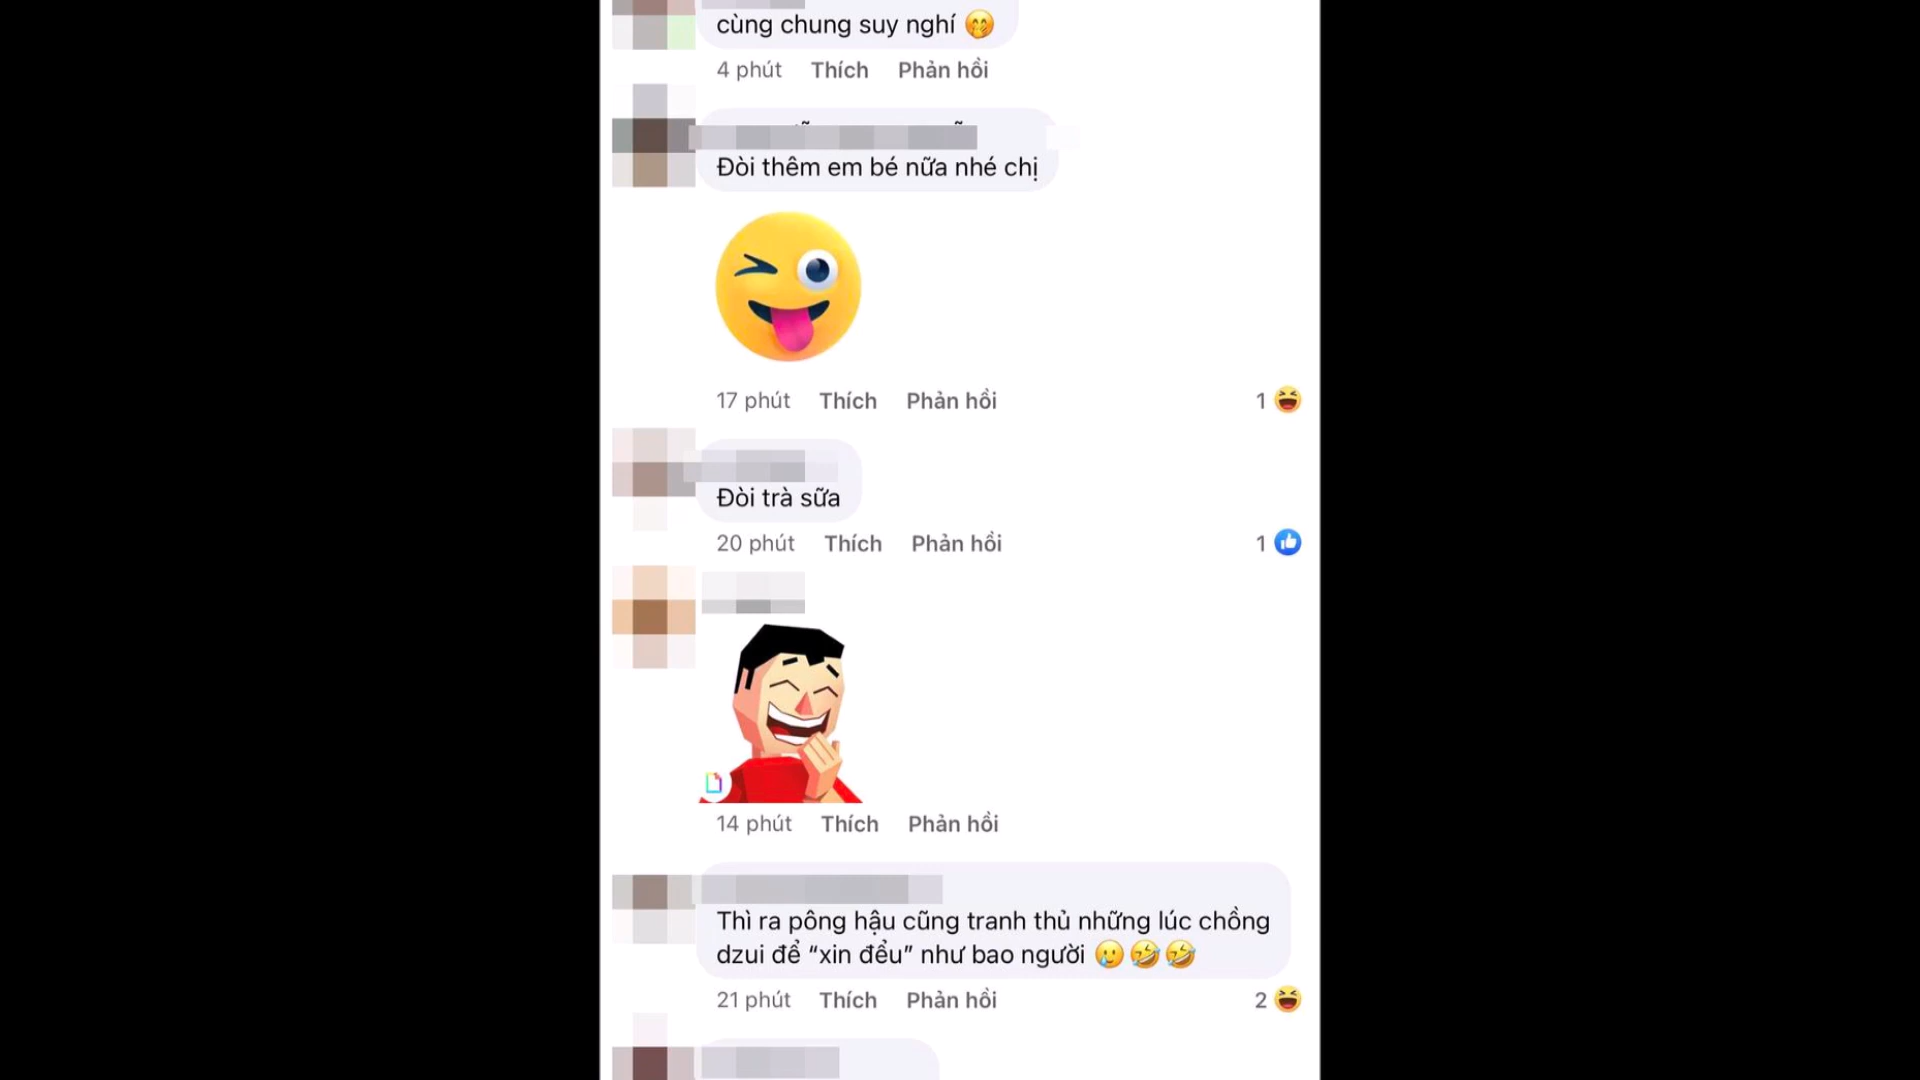 cùng chung suy nghí 🤭
4 phút Thích Phản hồi
Đòi thêm em bé nữa nhé chị
17 phút Thích Phản hồi 1
Đòi trà sữa
20 phút Thích Phản hồi 1
14 phút Thích Phản hồi
Thì ra pông hậu cũng tranh thủ những lúc chồng
dzui để “xin đểu” như bao người 🥲🤣🤣
21 phút Thích Phản hồi 2